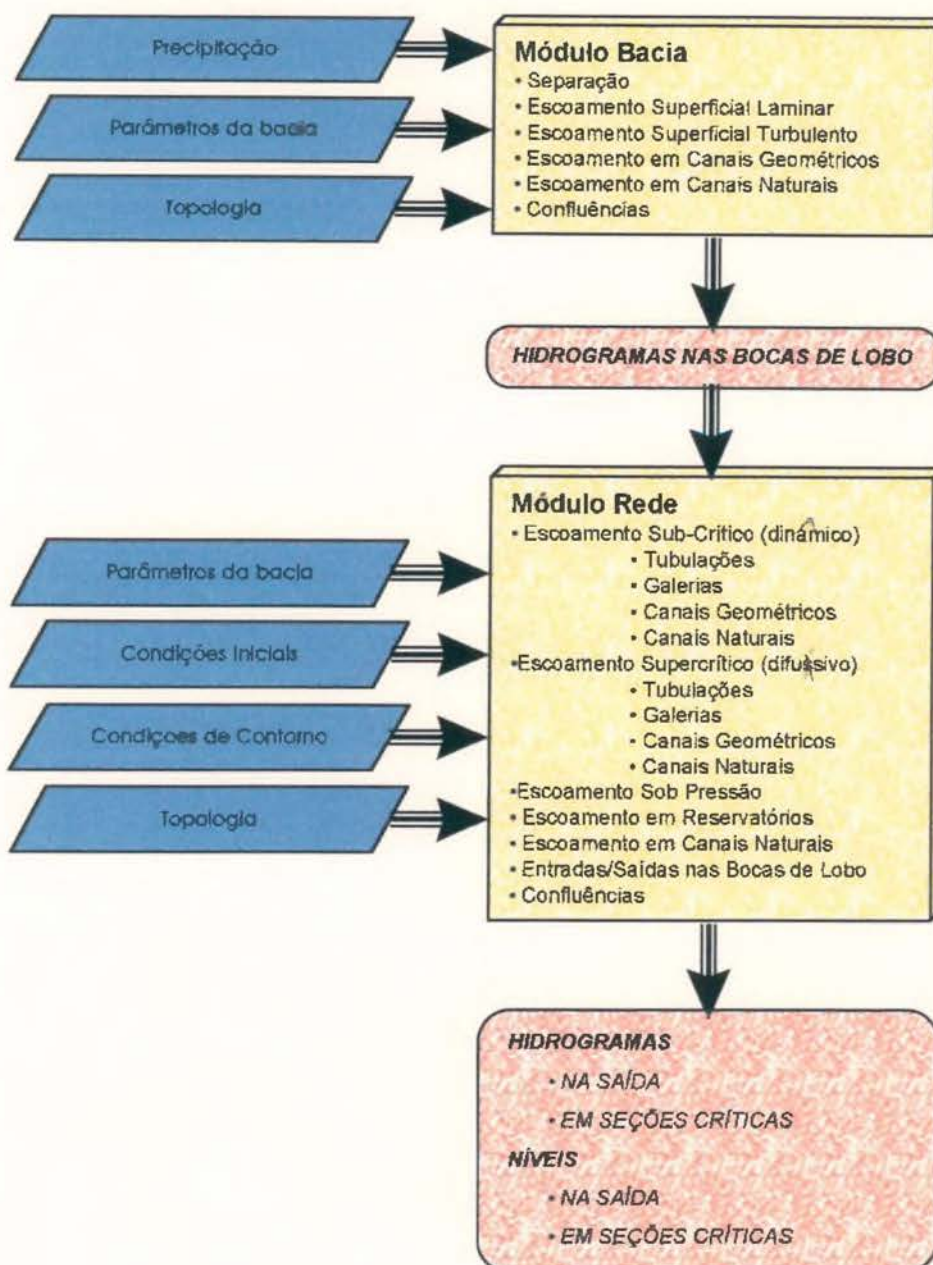 Precipitação
Parâmetros da bacia
Topologia
Módulo Bacia
• Separação
• Escoamento Superficial Laminar
• Escoamento Superficial Turbulento
• Escoamento em Canais Geométricos
• Escoamento em Canais Naturais
• Confluências
HIDROGRAMAS NAS BOCAS DE LOBO
Parâmetros da bacia
Condições Iniciais
Condiçoes de Contorno
Topologia
Módulo Rede
• Escoamento Sub-Crítico (dinâmico)
• Tubulações
• Galerias
• Canais Geométricos
• Canais Naturais
•Escoamento Supercrítico (difussivo)
• Tubulações
• Galerias
• Canais Geométricos
• Canais Naturais
•Escoamento Sob Pressão
• Escoamento em Reservatórios
• Escoamento em Canais Naturais
• Entradas/Saídas nas Bocas de Lobo
• Confluências
HIDROGRAMAS
• NA SAÍDA
• EM SEÇÕES CRÍTICAS
NÍVEIS
• NA SAÍDA
• EM SEÇÕES CRÍTICAS